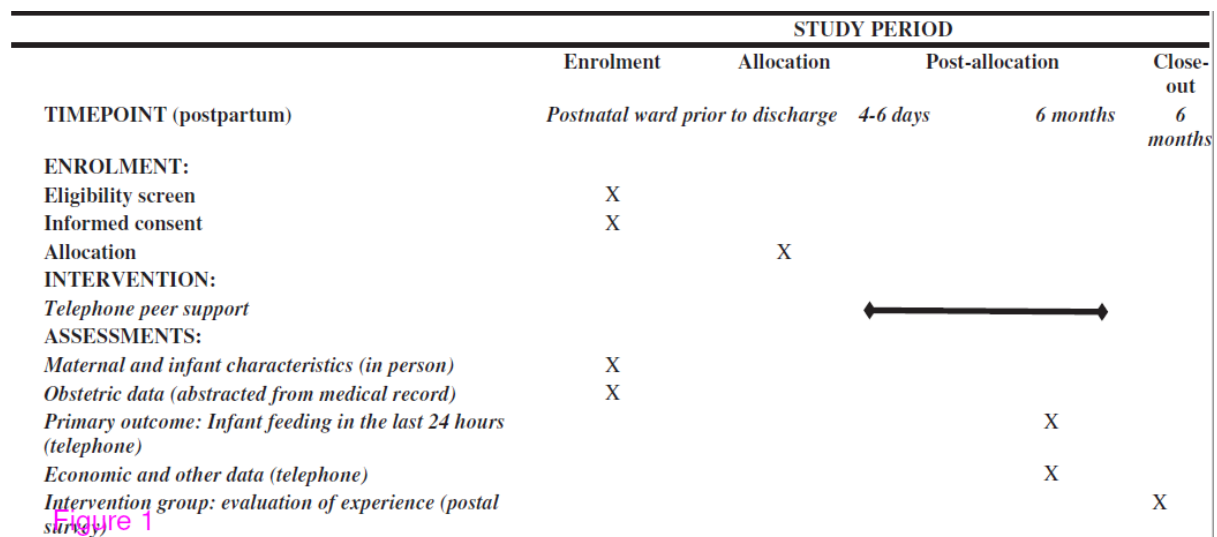 STUDY PERIOD
Enrolment Allocation Post-allocation Close-
out
TIMEPOINT (postpartum) Postnatal ward prior to discharge 4-6 days 6 months 6
months
ENROLMENT:
Eligibility screen X
Informed consent X
Allocation X
INTERVENTION:
Telephone peer support
ASSESSMENTS:
Maternal and infant characteristics (in person) X
Obstetric data (abstracted from medical record) X
Primary outcome: Infant feeding in the last 24 hours X
(telephone)
Economic and other data (telephone) X
Intervention group: evaluation of experience (postal X
survey)
Figure 1